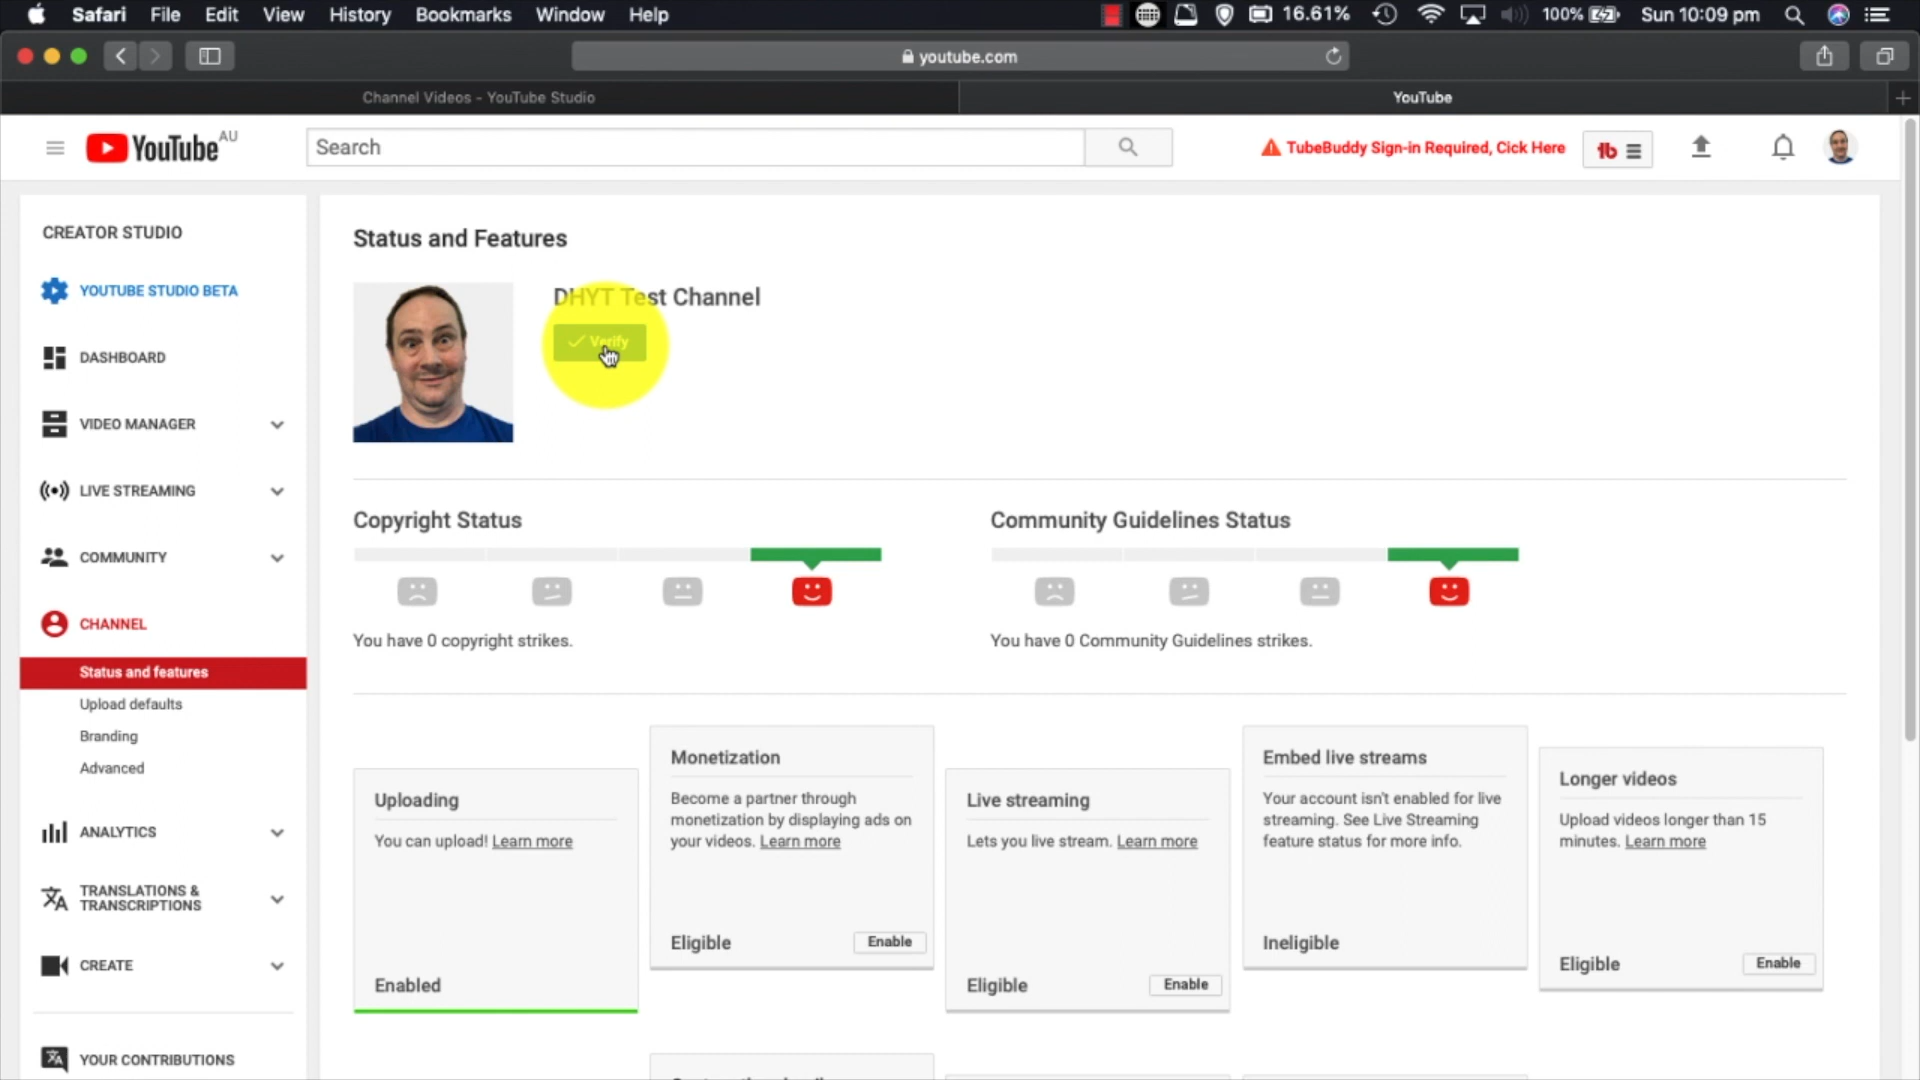 Safari File Edit View History Bookmarks Window Help 16.61% 100% Sun 10:09 pm
youtube.com
Channel Videos - YouTube Studio YouTube
YouTube AU Search TubeBuddy Sign-in Required, Cick Here tb
CREATOR STUDIO
YOUTUBE STUDIO BETA
DASHBOARD
VIDEO MANAGER
LIVE STREAMING
COMMUNITY
CHANNEL
Status and features
Upload defaults
Branding
Advanced
ANALYTICS
TRANSLATIONS &
TRANSCRIPTIONS
CREATE
YOUR CONTRIBUTIONS
Status and Features
DHYT Test Channel
Verify
Copyright Status
You have 0 copyright strikes.
Community Guidelines Status
You have 0 Community Guidelines strikes.
Uploading
You can upload! Learn more
Enabled
Monetization
Become a partner through
monetization by displaying ads on
your videos. Learn more
Eligible Enable
Live streaming
Lets you live stream. Learn more
Eligible Enable
Embed live streams
Your account isn't enabled for live
streaming. See Live Streaming
feature status for more info.
Ineligible
Longer videos
Upload videos longer than 15
minutes. Learn more
Eligible Enable